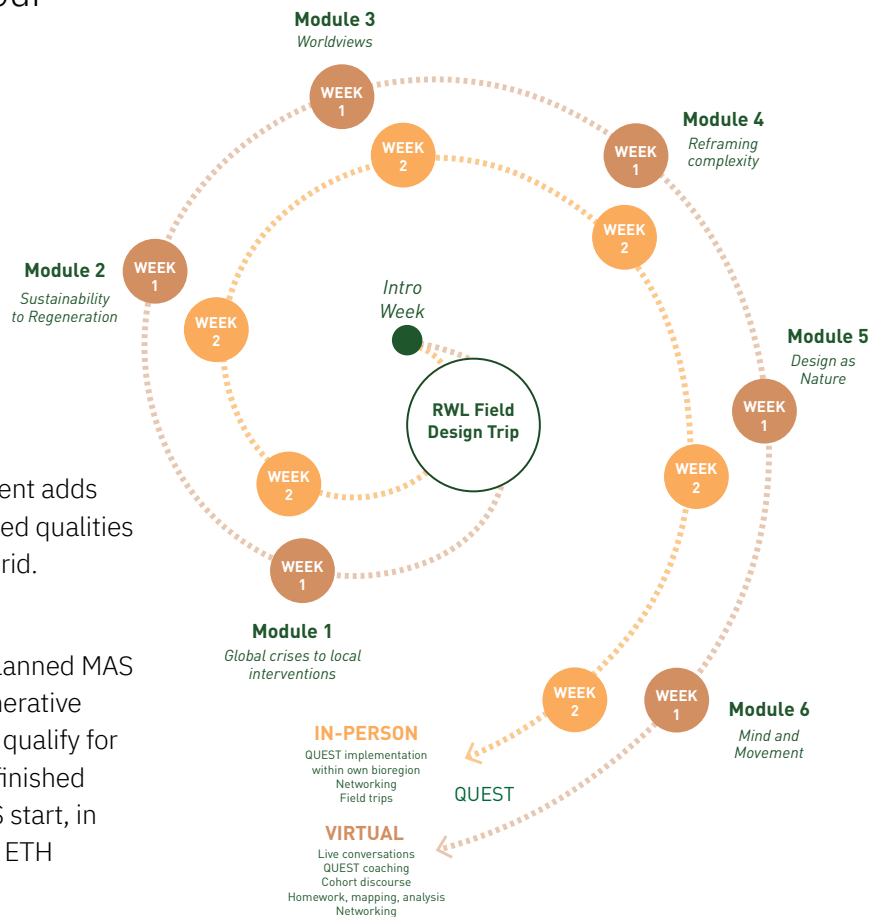 Module 3
Worldviews
WEEK
1
Module 4
Reframing
complexity
WEEK
1
WEEK
2
WEEK
2
Module 2
Sustainability
to Regeneration
WEEK
1
WEEK
2
Intro
Week
Module 5
Design as
Nature
WEEK
1
RWL Field
Design Trip
WEEK
2
WEEK
2
ent adds
ed qualities
rid.
WEEK
1
Module 1
Global crises to local
interventions
lanned MAS
nerative
qualify for
finished
S start, in
ETH
WEEK
2
WEEK
1
Module 6
Mind and
Movement
IN-PERSON
QUEST implementation
within own bioregion
Networking
Field trips
QUEST
VIRTUAL
Live conversations
QUEST coaching
Cohort discourse
Homework, mapping, analysis
Networking